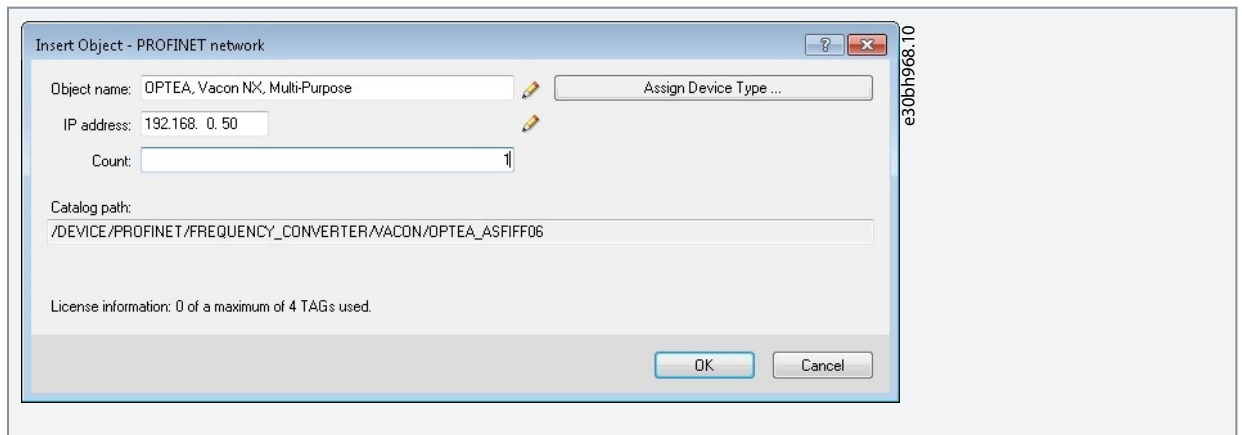 Insert Object - PROFINET network
Object name: OPTEA, Vacon NX, Multi-Purpose
Assign Device Type ...
IP address: 192.168. 0. 50
Count: 1
Catalog path:
/DEVICE/PROFINET/FREQUENCY_CONVERTER/VACON/OPTEA_ASFIFF06
License information: 0 of a maximum of 4 TAGs used.
OK Cancel
e30bh968.10